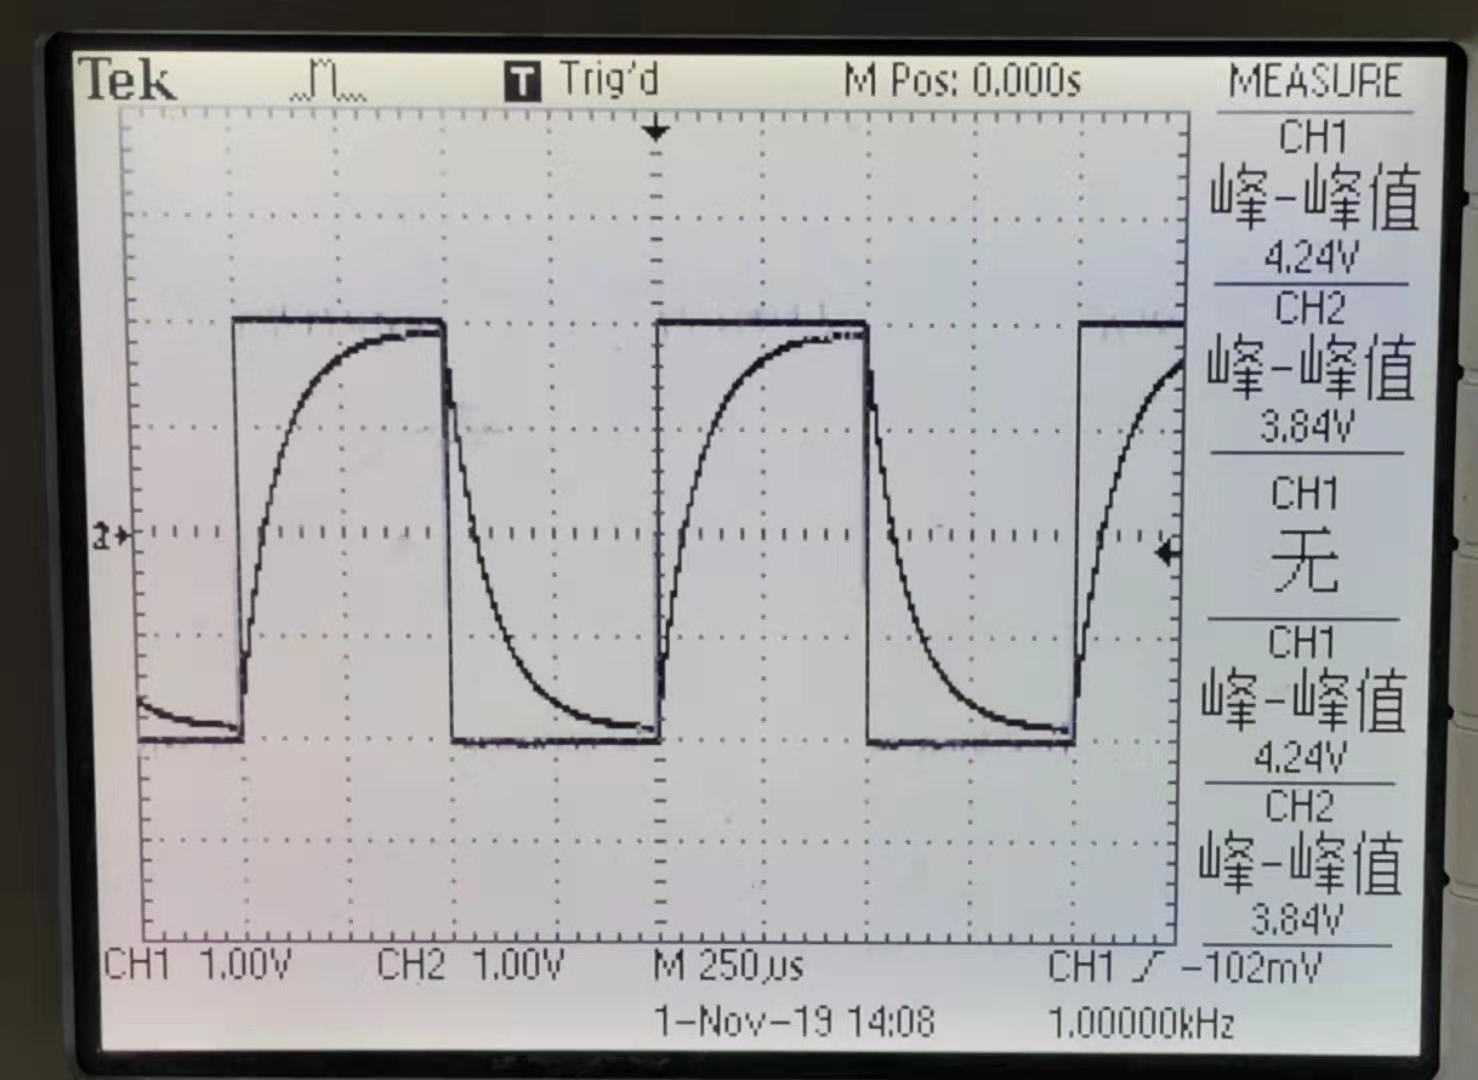 Tek T Trig'd M Pos: 0.000s MEASURE
CH1
峰-峰值
4.24V
CH2
峰-峰值
3.84V
CH1
无
CH1
峰-峰值
4.24V
CH2
峰-峰值
3.84V
2
CH1 1.00V CH2 1.00V M 250µs CH1 -102mV
1-Nov-19 14:08 1.00000kHz